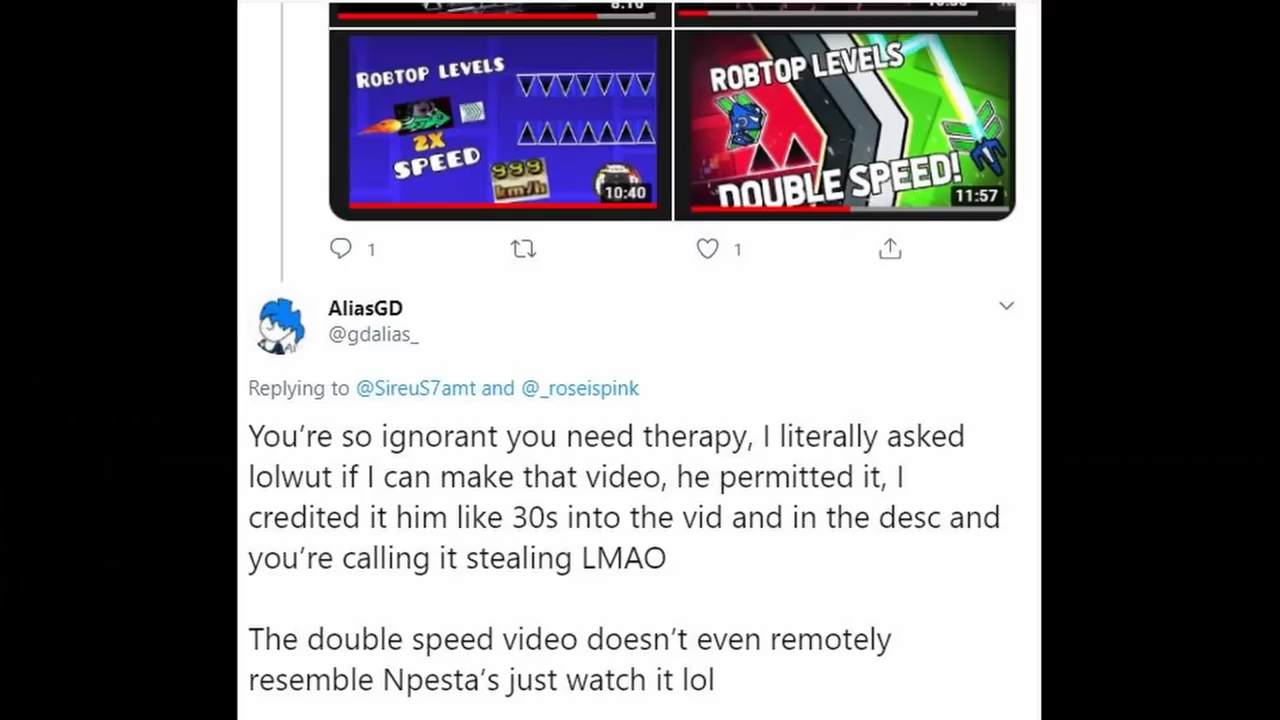 8:10
ROBTOP LEVELS
2X
SPEED
999
km/h
10:40
ROBTOP LEVELS
DOUBLE SPEED!
11:57
1
1
AliasGD
@gdalias_
Replying to @SireuS7amt and @_roseispink
You’re so ignorant you need therapy, I literally asked
lolwut if I can make that video, he permitted it, I
credited it him like 30s into the vid and in the desc and
you’re calling it stealing LMAO
The double speed video doesn’t even remotely
resemble Npesta’s just watch it lol